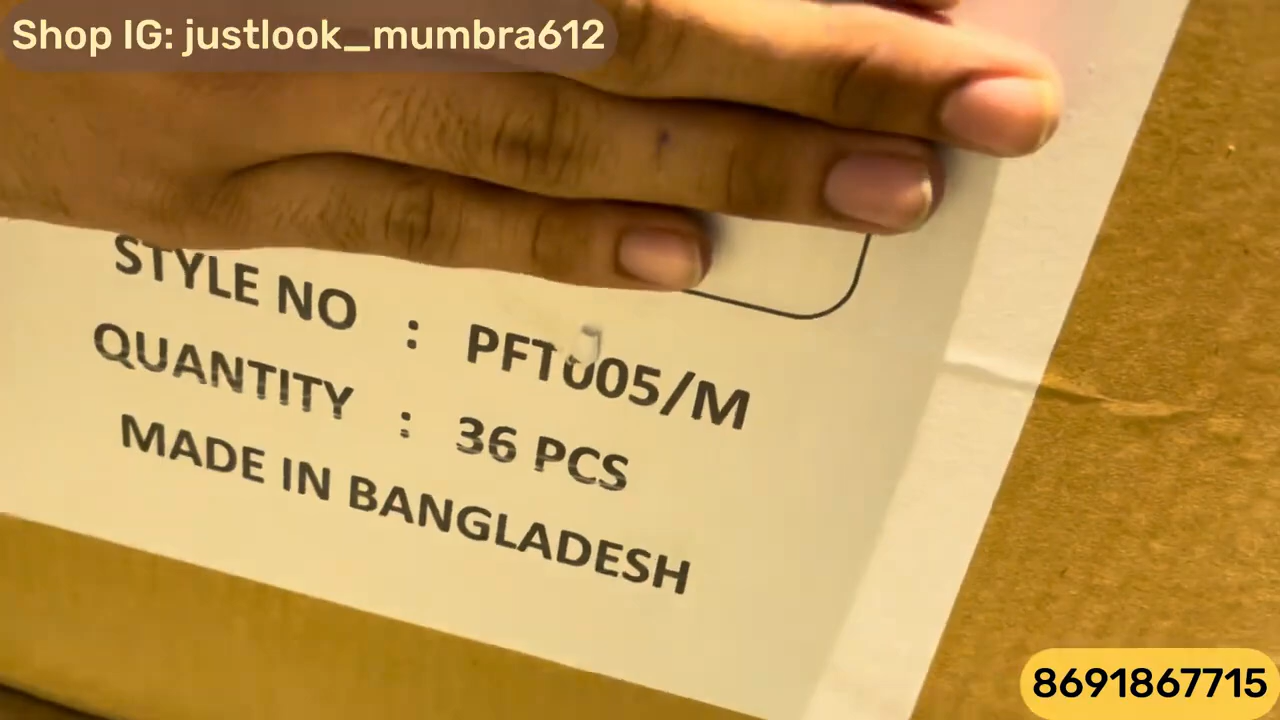 Shop IG: justlook_mumbra612
STYLE NO : PFT005/M
QUANTITY : 36 PCS
MADE IN BANGLADESH
8691867715